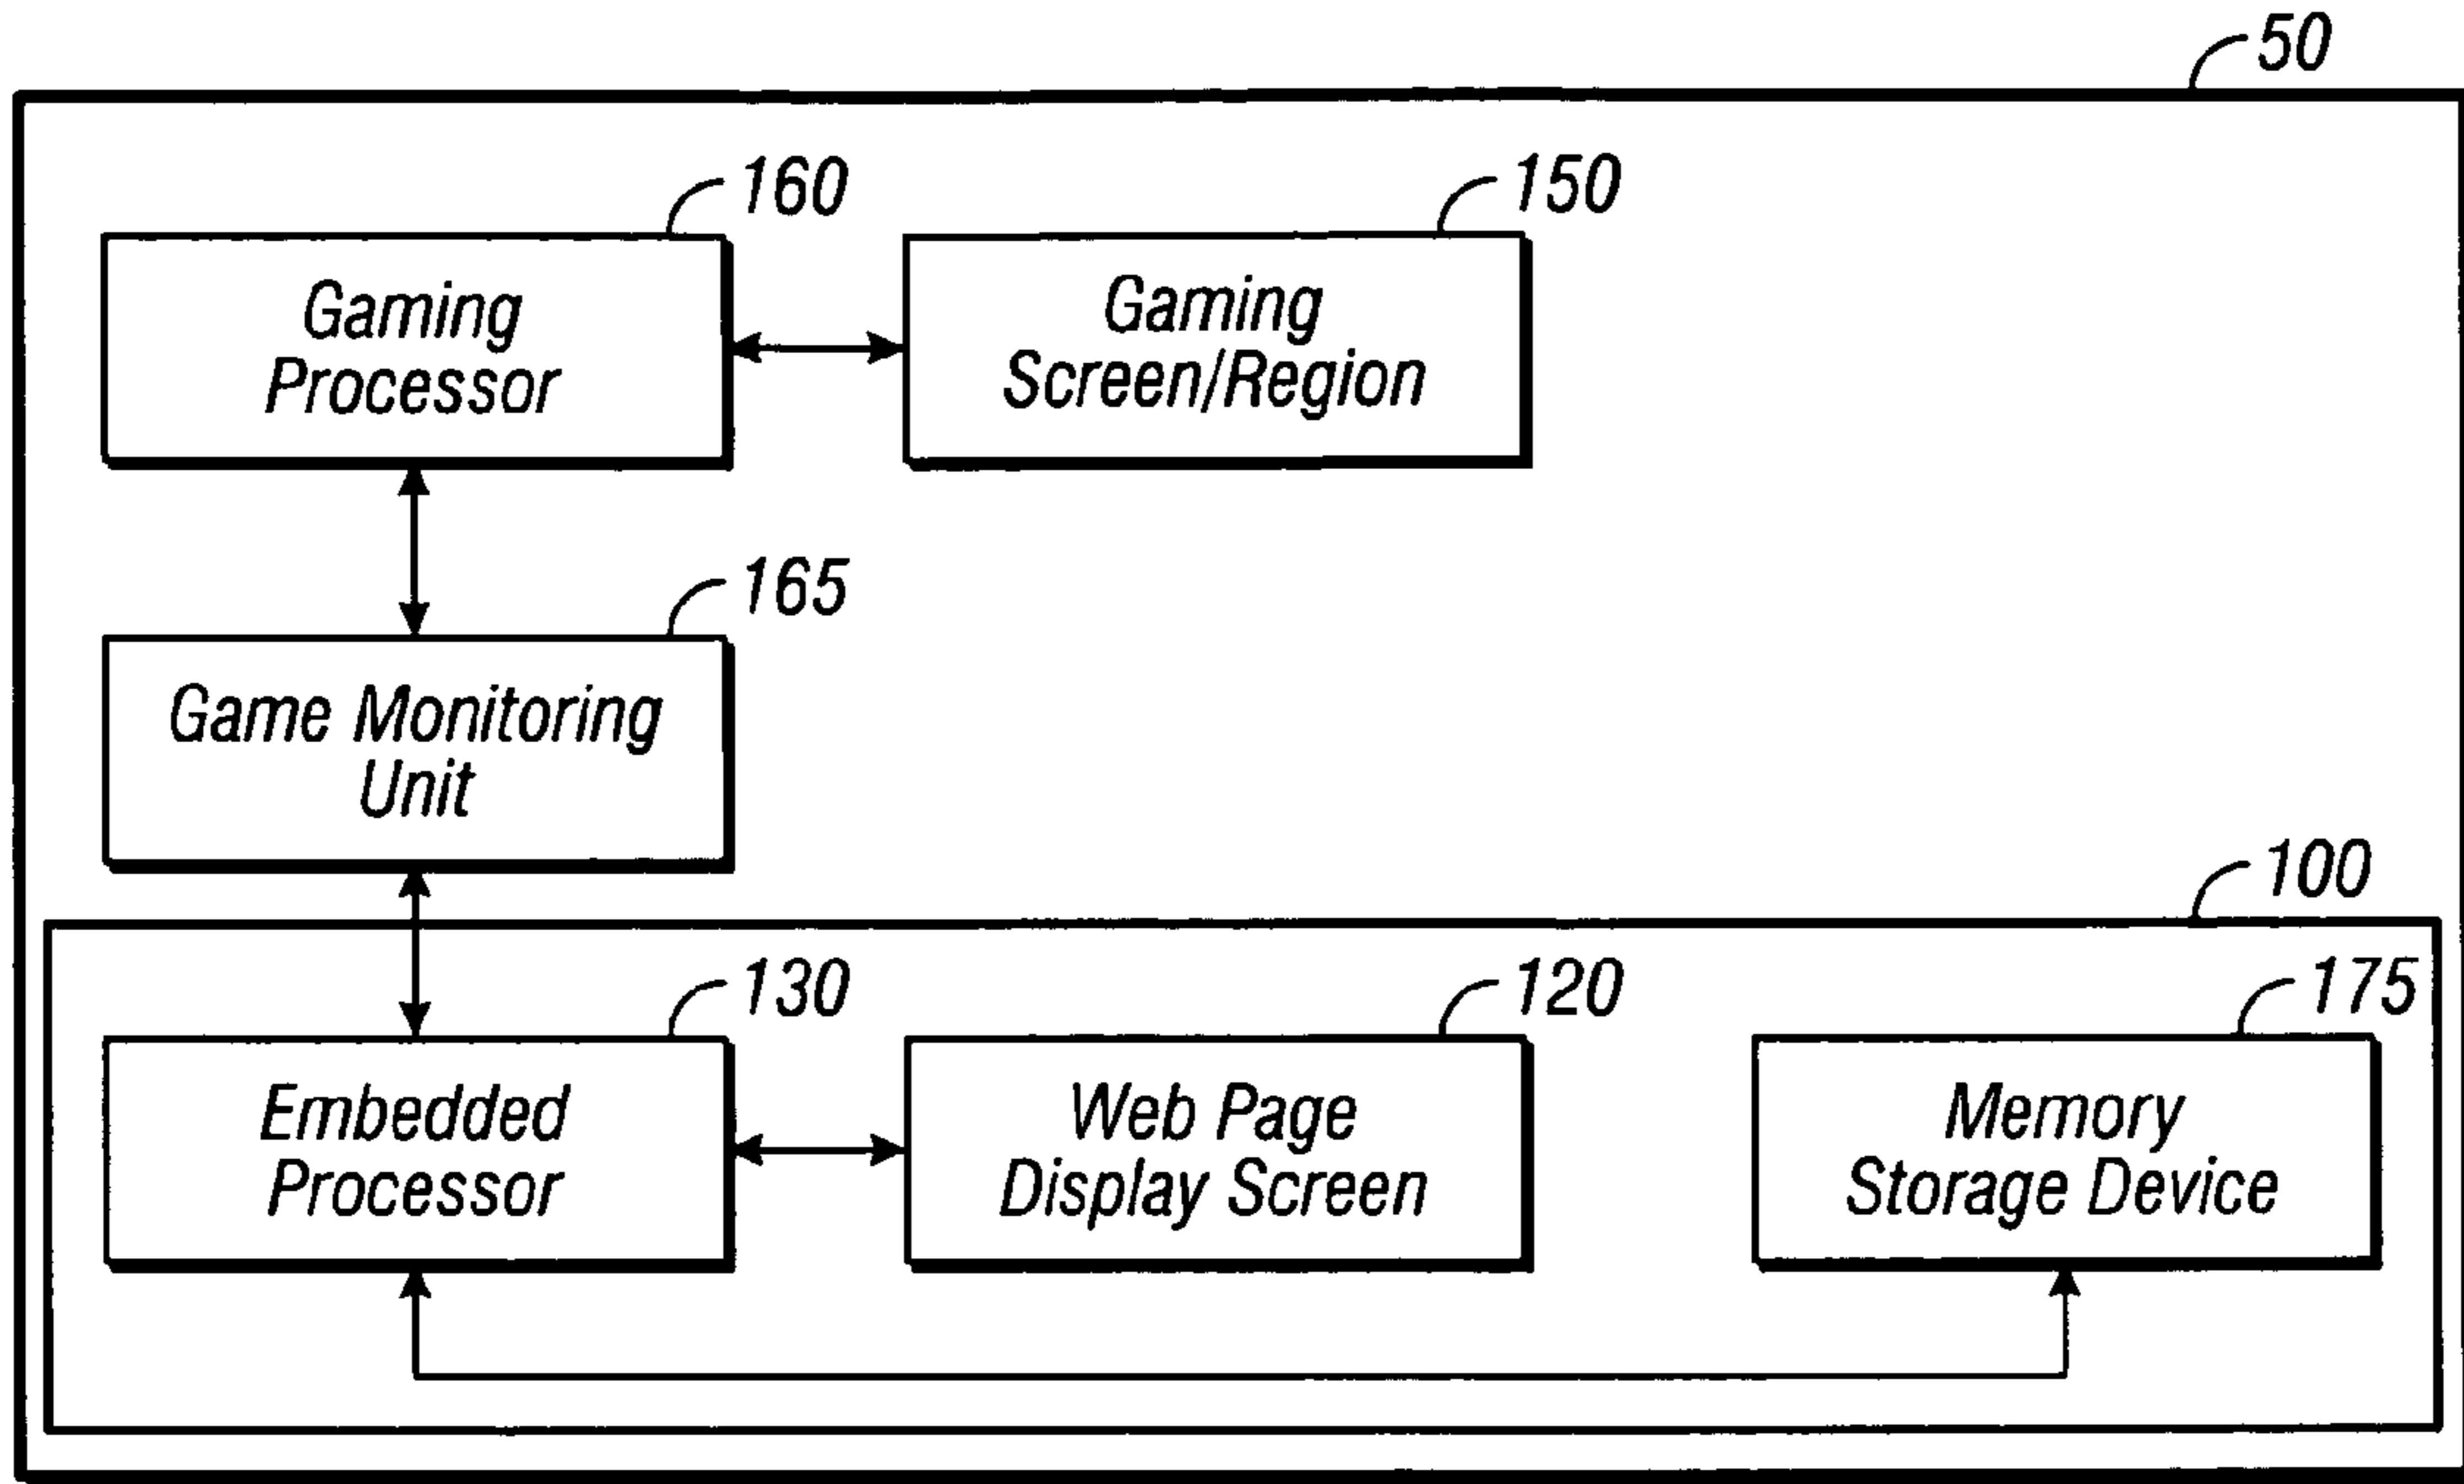 50
160
150
Gaming
Processor
Gaming
Screen/Region
165
Game Monitoring
Unit
100
130
120
175
Embedded
Processor
Web Page
Display Screen
Memory
Storage Device